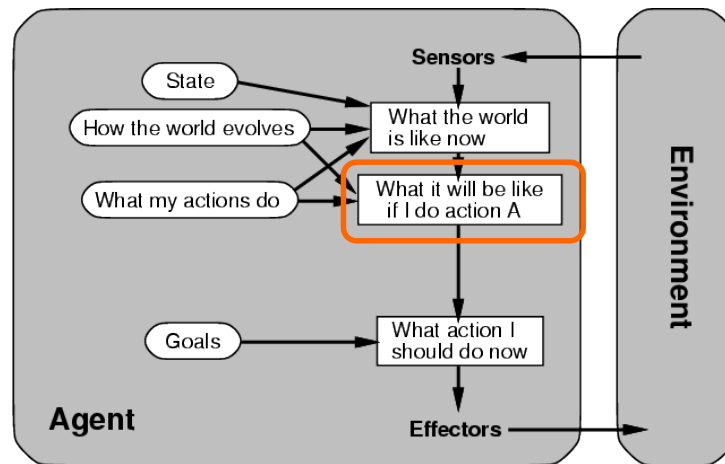 Sensors
State
What the world
is like now
How the world evolves
What it will be like
if I do action A
What my actions do
Goals
What action I
should do now
Agent
Effectors
Environment